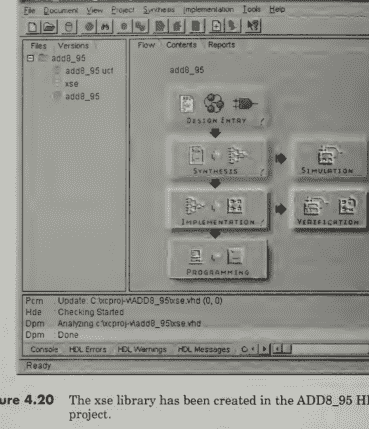 File Document View Project Synthesis Implementation Tools Help
Files Versions
Flow Contents Reports
add8_95
add8_95.ucf
xse
add8_95
add8_95
DESIGN ENTRY
SYNTHESIS
SIMULATION
IMPLEMENTATION
VERIFICATION
PROGRAMMING
Pcm : Update: C:\xcproj-v\ADD8_95\xse.vhd (0, 0)
Hde : Checking Started
Dpm : Analyzing c:\xcproj-v\add8_95\xse.vhd
Dpm : Done
Console HDL Errors HDL Warnings HDL Messages
Ready
ure 4.20 The xse library has been created in the ADD8_95 HD
project.